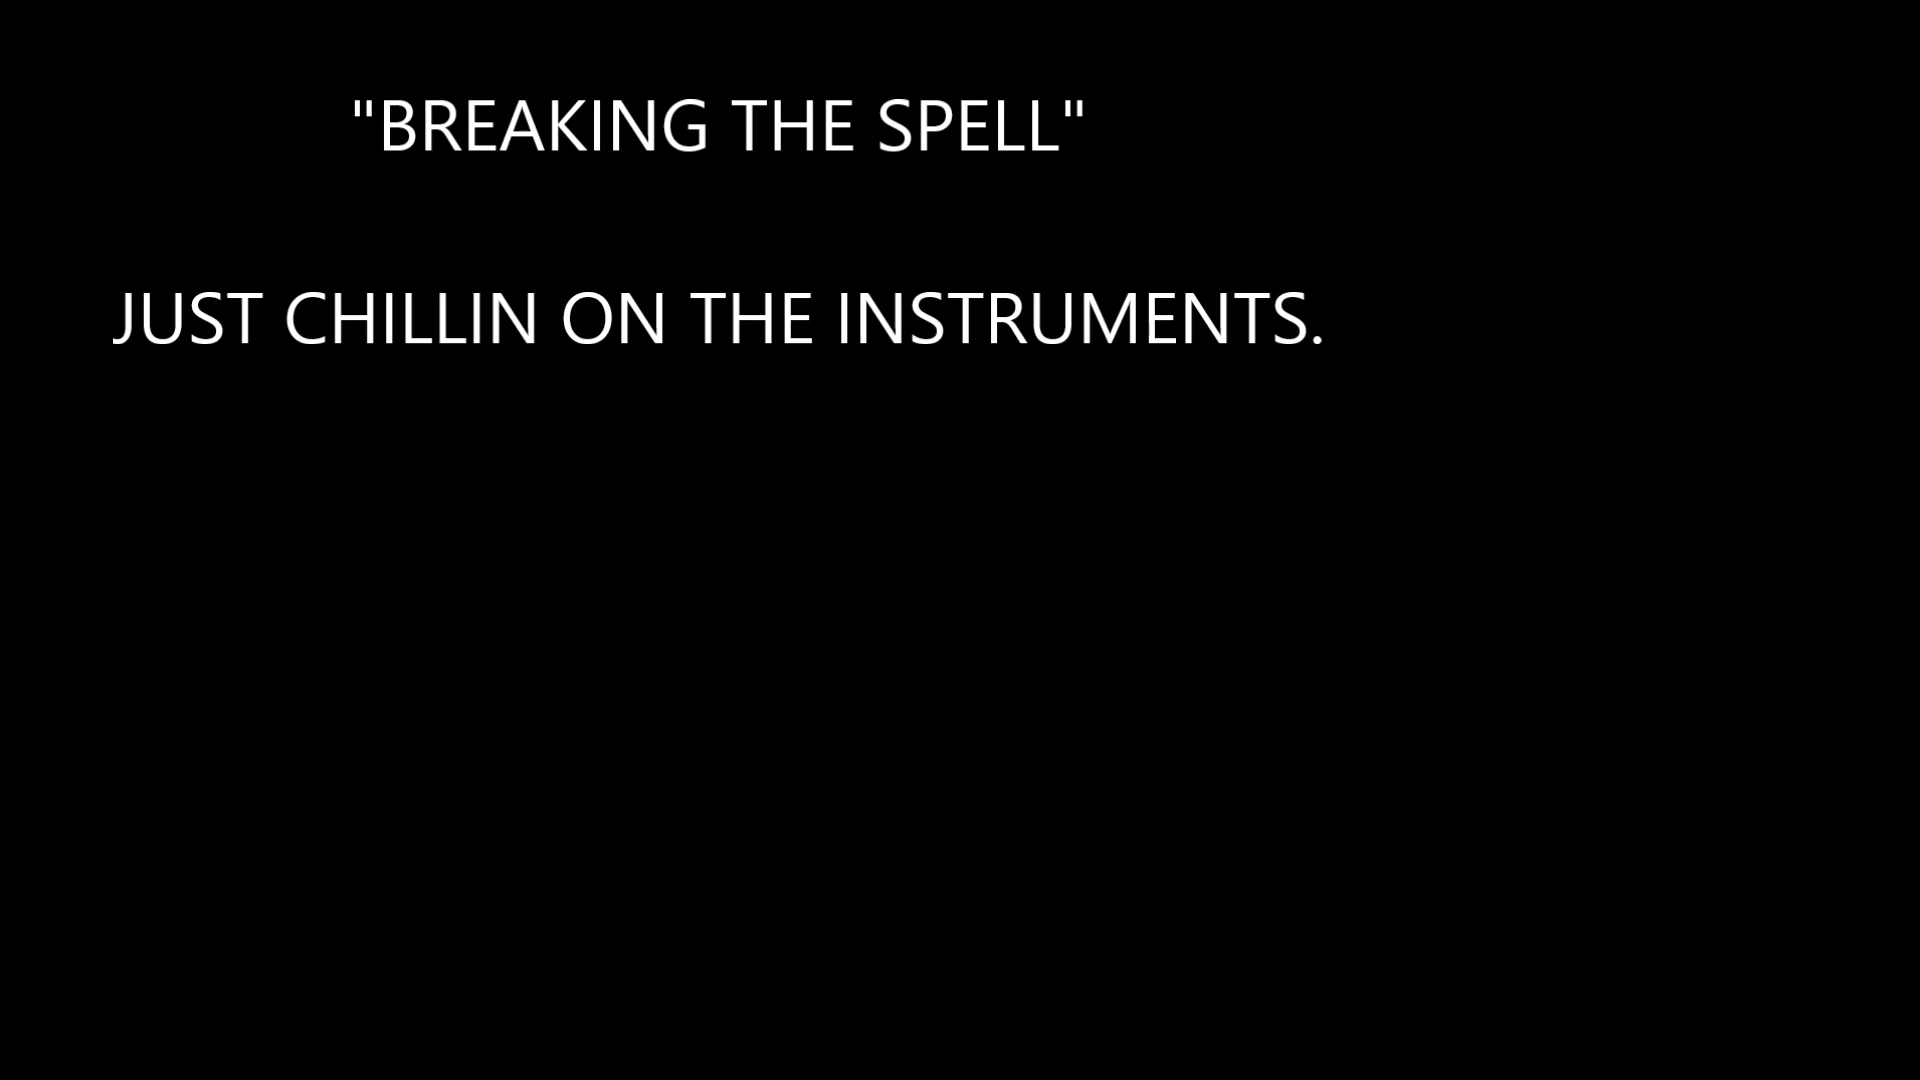 "BREAKING THE SPELL"
JUST CHILLIN ON THE INSTRUMENTS.